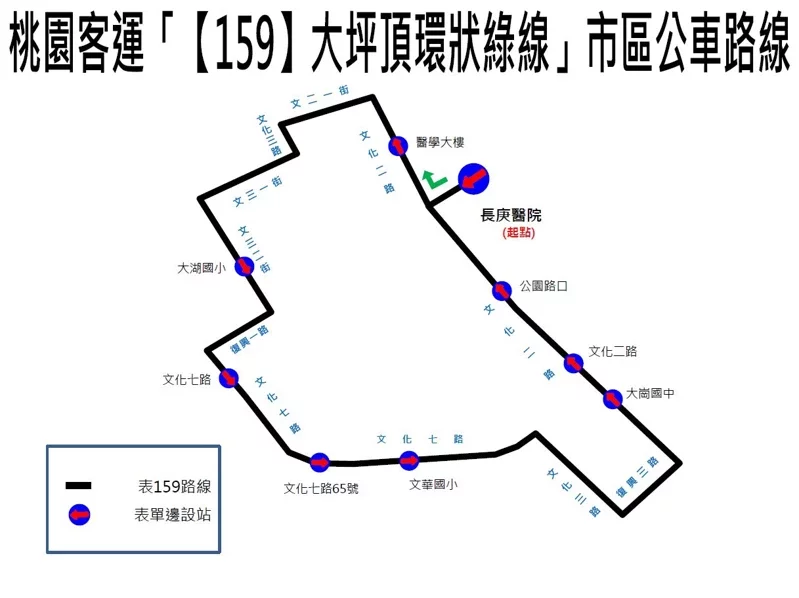 桃園客運「【159】大坪頂環狀綠線」市區公車路線
文二一街
文化三路
文化二路
醫學大樓
文三一街
長庚醫院
(起點)
文三二街
大湖國小
公園路口
文化二路
復興一路
文化二路
文化七路
文化七路
大崗國中
文化七路
文化七路65號
文華國小
文化三路
復興三路
表159路線
表單邊設站